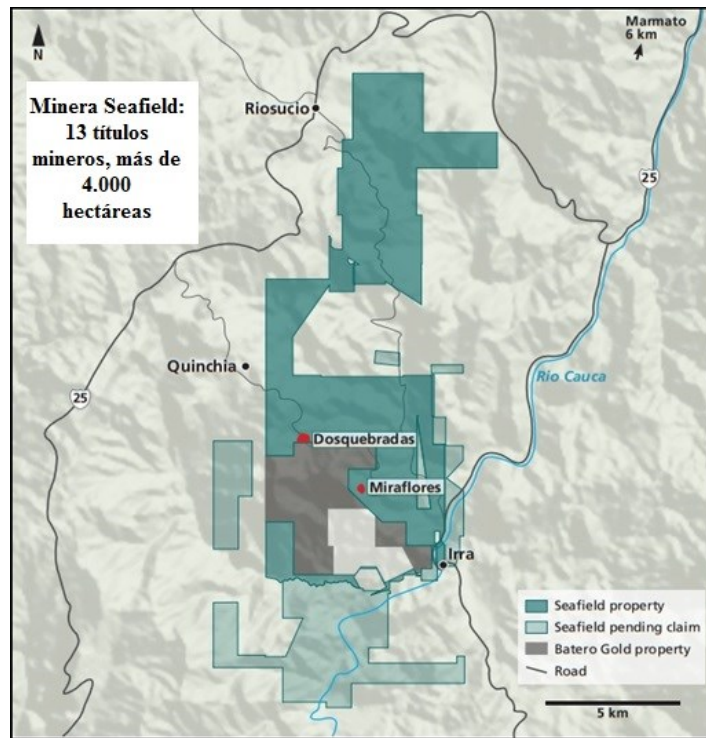 N
Marmato
6 km
Minera Seafield:
13 títulos
mineros, más de
4.000
hectáreas
Riosucio
25
Quinchia
Rio Cauca
25
Dosquebradas
Miraflores
Irra
Seafield property
Seafield pending claim
Batero Gold property
Road
5 km